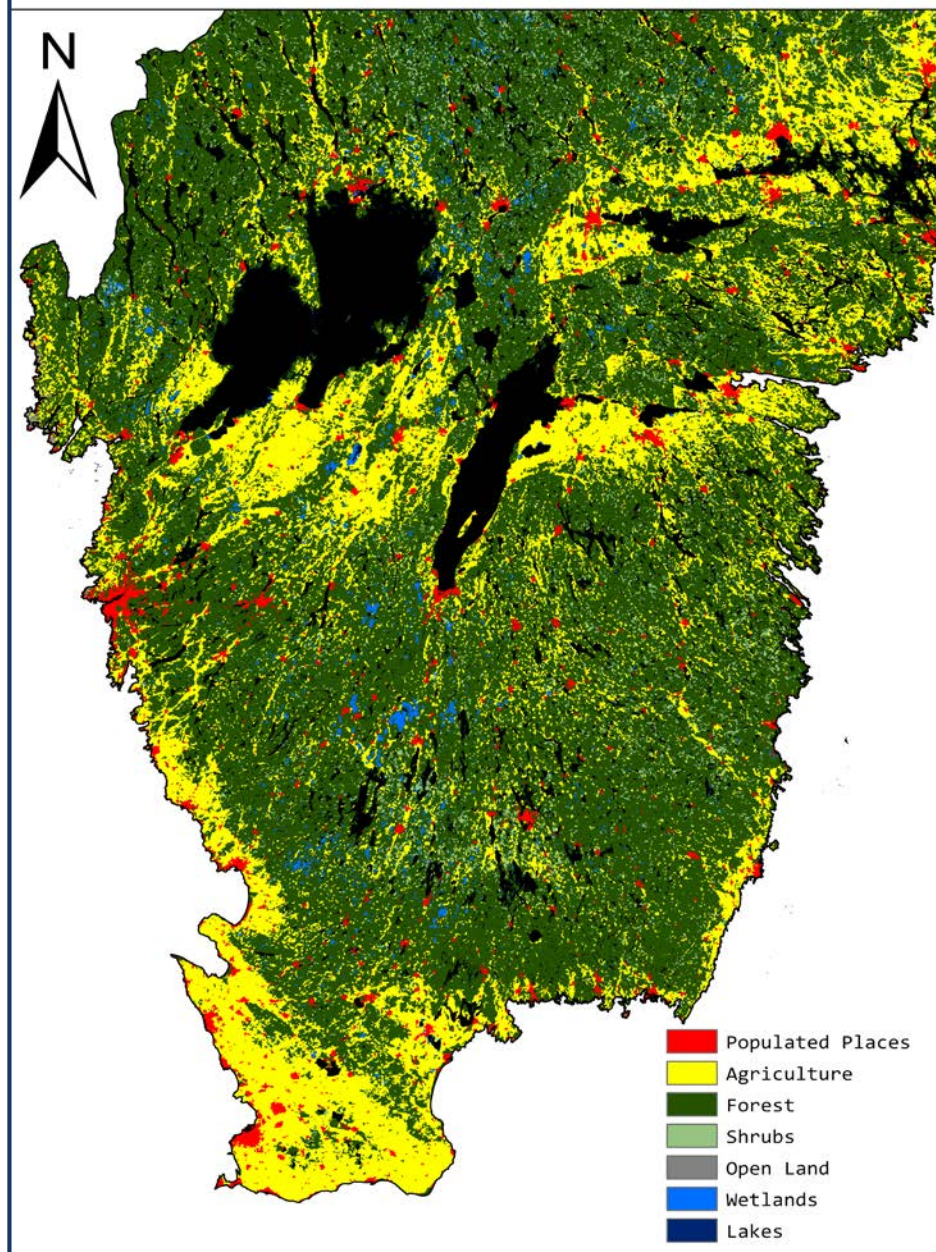 N
Populated Places
Agriculture
Forest
Shrubs
Open Land
Wetlands
Lakes